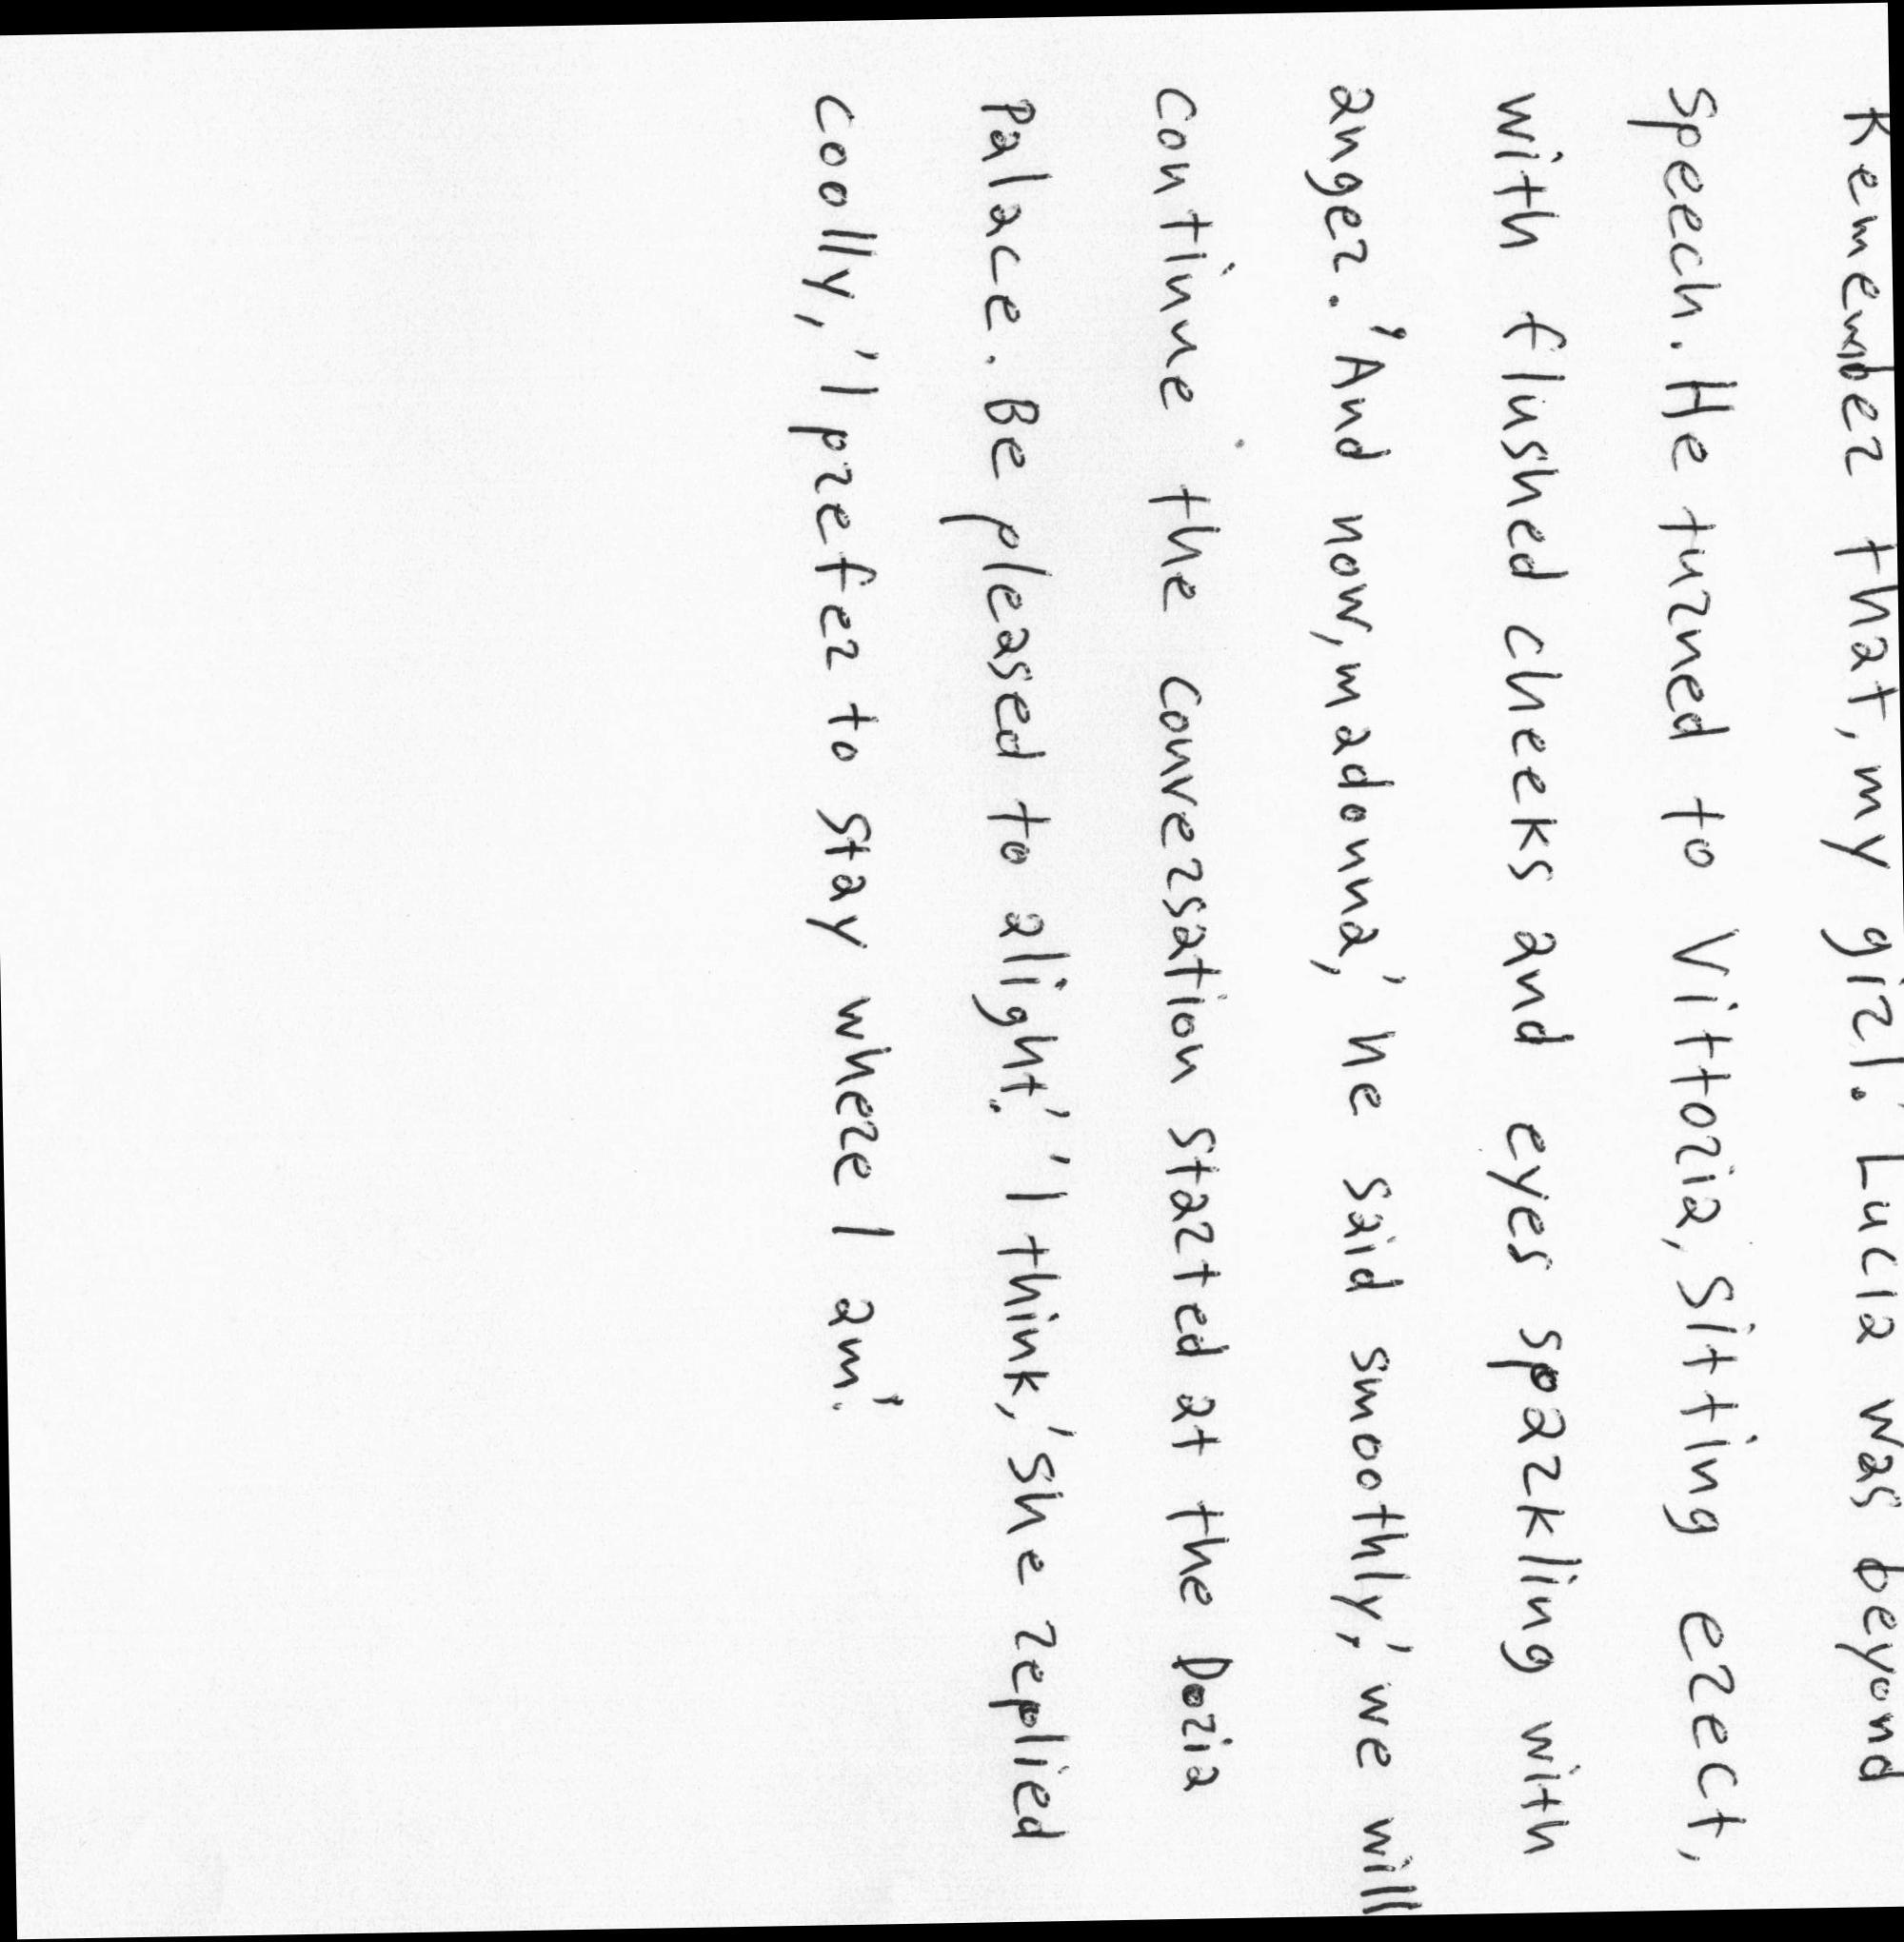 Remember that, my girl.' Lucia was beyond
speech. He turned to Vittoria, sitting erect,
with flushed cheeks and eyes sparkling with
anger. 'And now, madonna,' he said smoothly,' we will
continue the conversation started at the Doria
Palace. Be pleased to alight.' 'I think,' she replied
coolly, 'I prefer to stay where I am.'